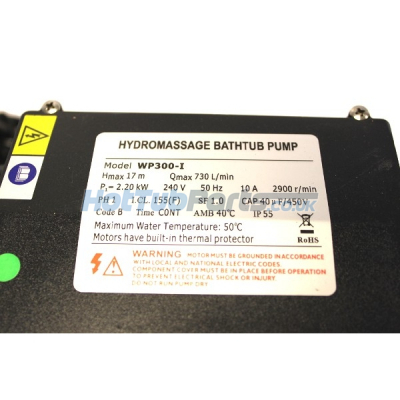 HYDROMASSAGE BATHTUB PUMP
Model WP300-I
Hmax 17 m Qmax 730 L/min
P₁= 2.20 kW 240 V 50 Hz 10 A 2900 r/min
PH 1 I.CL. 155(F) SF 1.0 CAP 40μF/450V
Code B Time CONT AMB 40℃ IP 55
Maximum Water Temperature: 50℃
Motors have built-in thermal protector
RoHS
WARNING
MOTOR MUST BE GROUNDED IN ACCORDANCE
WITH LOCAL AND NATIONAL ELECTRIC CODES.
COMPONENT COVER MUST BE IN PLACE BEFORE OPERATING
TO PREVENT ELECTRICAL SHOCK OR INJURY
DO NOT RUN DRY